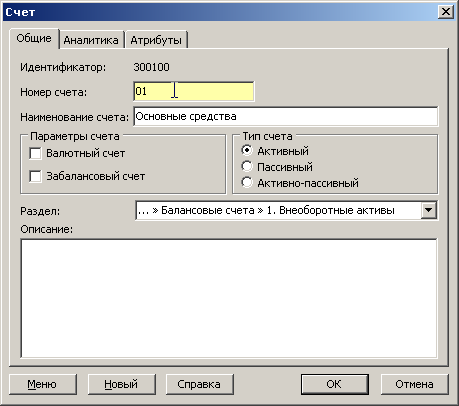 Счет
Общие Аналитика Атрибуты
Идентификатор: 300100
Номер счета: 01
Наименование счета: Основные средства
Параметры счета Тип счета
Валютный счет Активный
Забалансовый счет Пассивный
Активно-пассивный
Раздел: ... » Балансовые счета » 1. Внеоборотные активы
Описание:
Меню Новый Справка OK Отмена